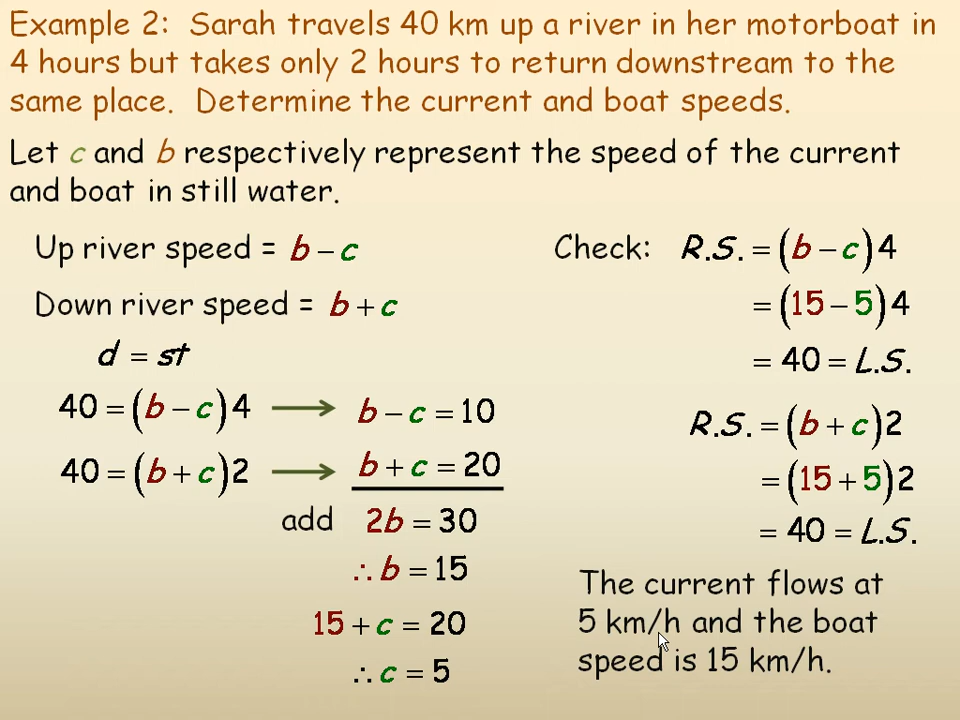 Example 2: Sarah travels 40 km up a river in her motorboat in
4 hours but takes only 2 hours to return downstream to the
same place. Determine the current and boat speeds.
Let c and b respectively represent the speed of the current
and boat in still water.
Up river speed = b − c
Down river speed = b + c
d = st
40 = (b − c)4
b − c = 10
40 = (b + c)2
b + c = 20
add 2b = 30
∴ b = 15
15 + c = 20
∴ c = 5
Check: R.S. = (b − c)4
= (15 − 5)4
= 40 = L.S.
R.S. = (b + c)2
= (15 + 5)2
= 40 = L.S.
The current flows at
5 km/h and the boat
speed is 15 km/h.